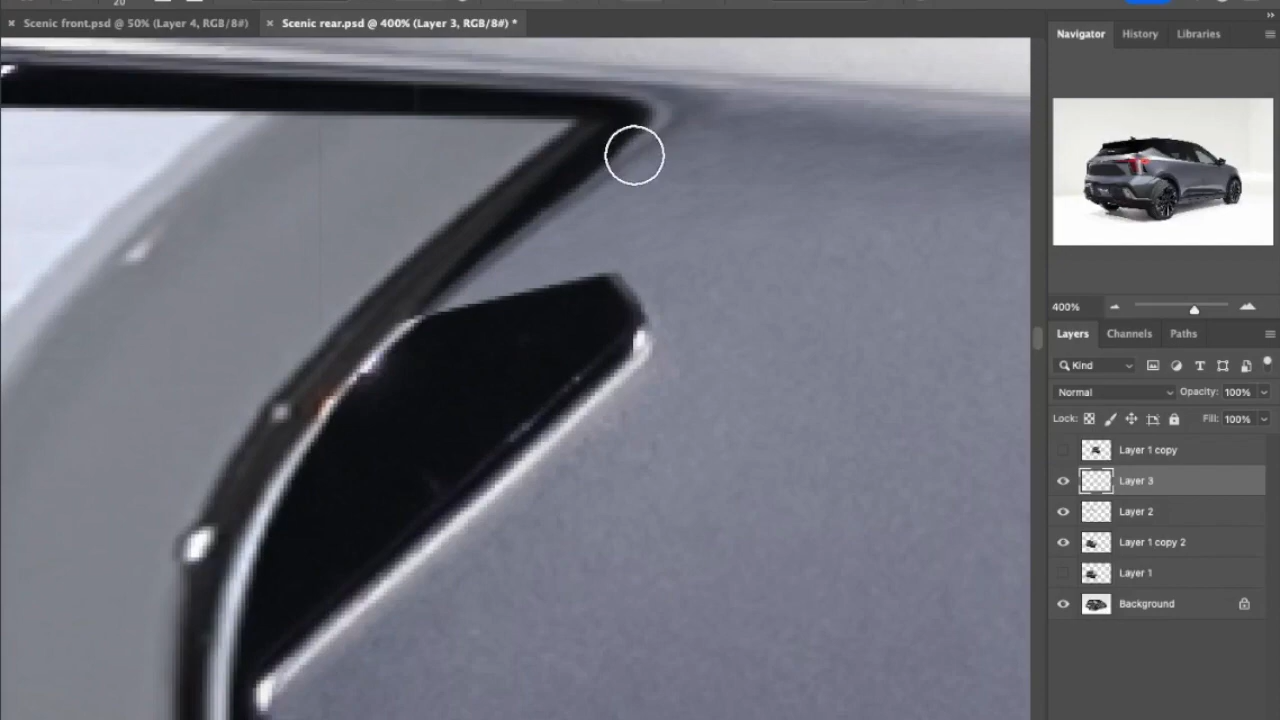 20
× Scenic front.psd @ 50% (Layer 4, RGB/8#)
× Scenic rear.psd @ 400% (Layer 3, RGB/8#) *
Navigator History Libraries
400%
Layers Channels Paths
Kind
Normal Opacity: 100%
Lock: Fill: 100%
Layer 1 copy
Layer 3
Layer 2
Layer 1 copy 2
Layer 1
Background